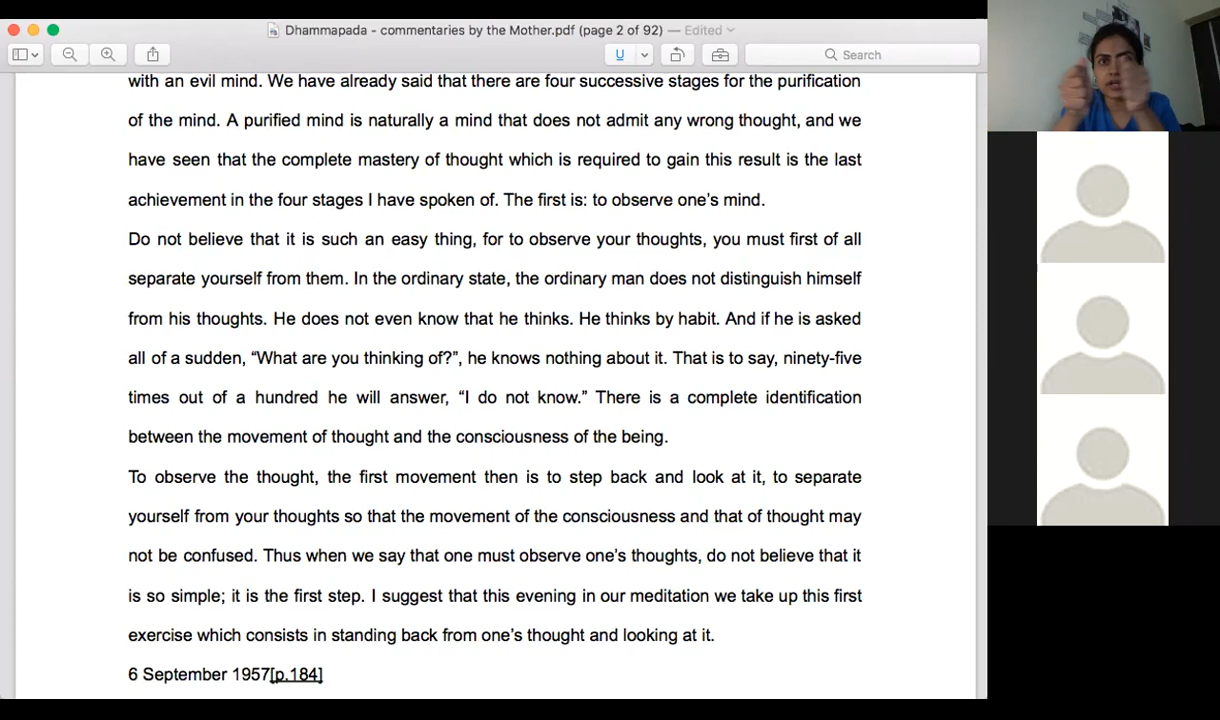 Dhammapada - commentaries by the Mother.pdf (page 2 of 92) — Edited
U
Search
with an evil mind. We have already said that there are four successive stages for the purification
of the mind. A purified mind is naturally a mind that does not admit any wrong thought, and we
have seen that the complete mastery of thought which is required to gain this result is the last
achievement in the four stages I have spoken of. The first is: to observe one’s mind.
Do not believe that it is such an easy thing, for to observe your thoughts, you must first of all
separate yourself from them. In the ordinary state, the ordinary man does not distinguish himself
from his thoughts. He does not even know that he thinks. He thinks by habit. And if he is asked
all of a sudden, “What are you thinking of?”, he knows nothing about it. That is to say, ninety-five
times out of a hundred he will answer, “I do not know.” There is a complete identification
between the movement of thought and the consciousness of the being.
To observe the thought, the first movement then is to step back and look at it, to separate
yourself from your thoughts so that the movement of the consciousness and that of thought may
not be confused. Thus when we say that one must observe one’s thoughts, do not believe that it
is so simple; it is the first step. I suggest that this evening in our meditation we take up this first
exercise which consists in standing back from one’s thought and looking at it.
6 September 1957[p.184]